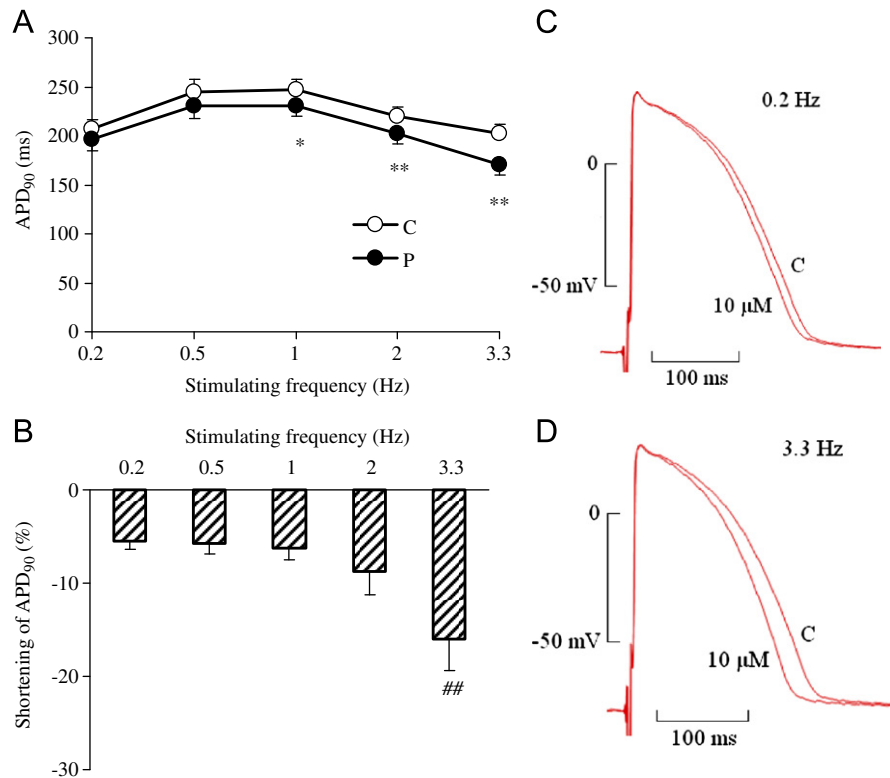 A
300
250
200
150
100
50
0
APD90 (ms)
*
**
**
C
P
0.2 0.5 1 2 3.3
Stimulating frequency (Hz)
B
Stimulating frequency (Hz)
0.2 0.5 1 2 3.3
0
-10
-20
-30
Shortening of APD90 (%)
##
C
0.2 Hz
0
-50 mV
C
10 µM
100 ms
D
3.3 Hz
0
-50 mV
C
10 µM
100 ms